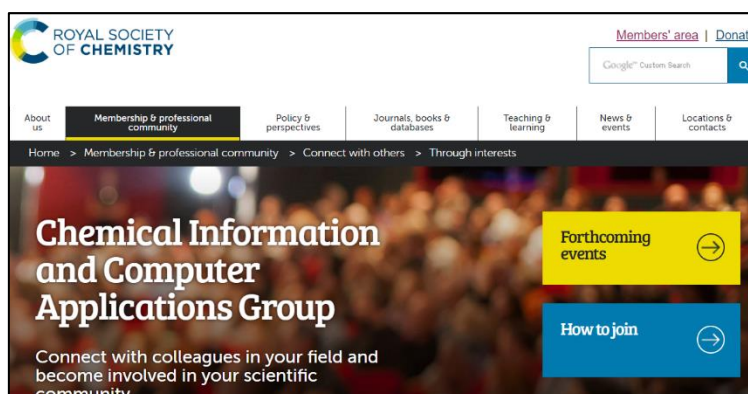 ROYAL SOCIETY
OF CHEMISTRY
Members' area | Donat
Google™ Custom Search
About
us
Membership & professional
community
Policy &
perspectives
Journals, books &
databases
Teaching &
learning
News &
events
Locations &
contacts
Home > Membership & professional community > Connect with others > Through interests
Chemical Information
and Computer
Applications Group
Forthcoming
events
How to join
Connect with colleagues in your field and
become involved in your scientific
community